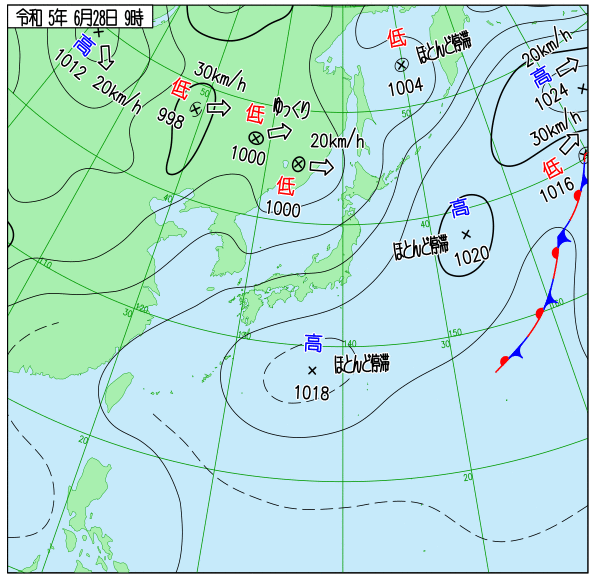 令和 5年 6月28日 9時
高
1012 20km/h
低
30km/h
998
低
ゆっくり
1000
20km/h
低
1000
低
ほとんど停滞
1004
20km/h
高
1024
30km/h
低
1016
高
ほとんど停滞
1020
高
ほとんど停滞
1018
50
50
40
40
110
120
30
130
140
150
30
160
20
20